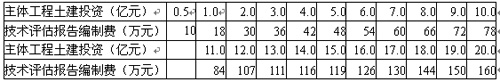 主体工程土建投资（亿元） 0.5 1.0 2.0 3.0 4.0 5.0 6.0 7.0 8.0 9.0 10.0
技术评估报告编制费（万元） 10 18 30 36 42 48 54 60 66 72 78
主体工程土建投资（亿元） 11.0 12.0 13.0 14.0 15.0 16.0 17.0 18.0 19.0 20.0
技术评估报告编制费（万元） 84 107 111 116 119 126 130 144 150 160